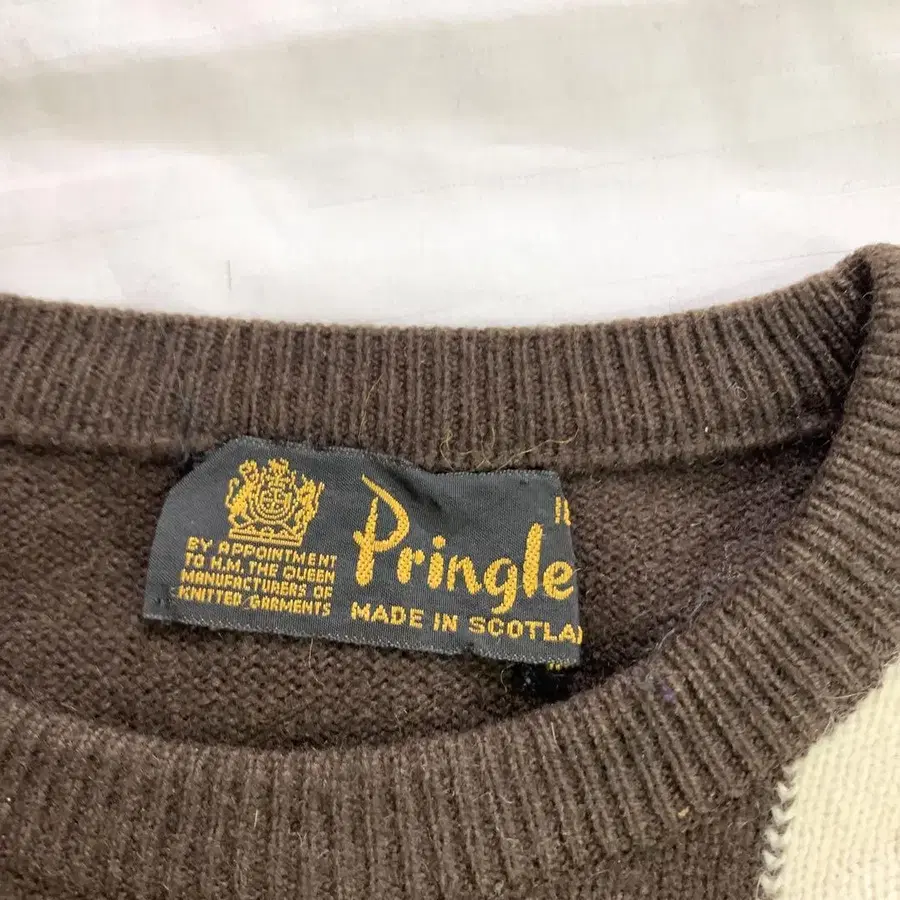 BY APPOINTMENT
TO H.M. THE QUEEN
MANUFACTURERS OF
KNITTED GARMENTS
Pringle
MADE IN SCOTLA